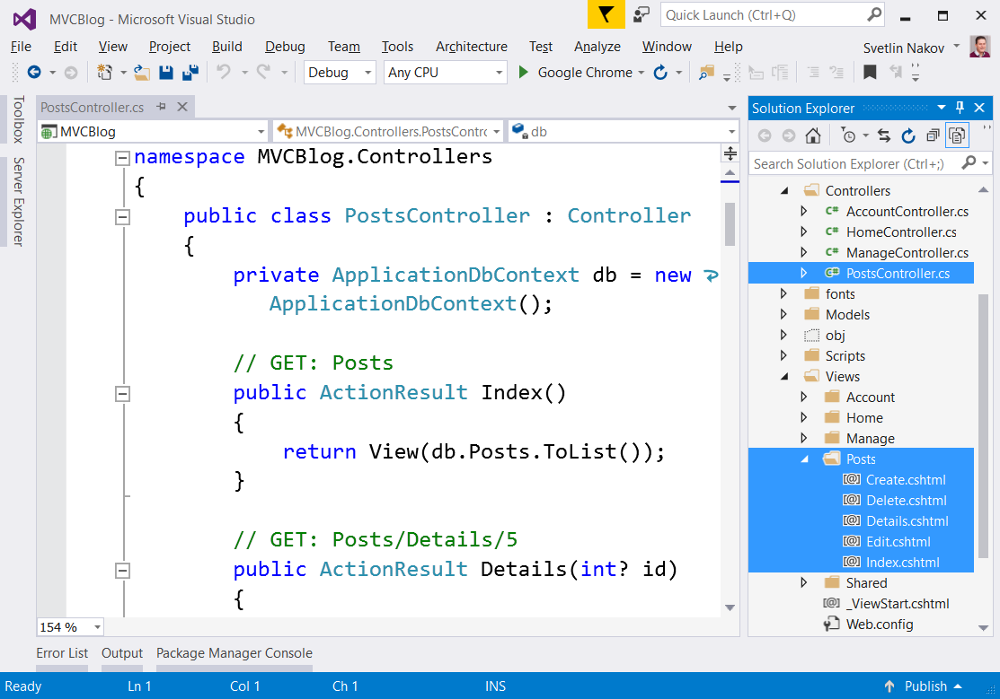 MVCBlog - Microsoft Visual Studio
Quick Launch (Ctrl+Q)
File Edit View Project Build Debug Team Tools Architecture Test Analyze Window Help
Svetlin Nakov
Debug Any CPU Google Chrome
Toolbox
Server Explorer
PostsController.cs
MVCBlog MVCBlog.Controllers.PostsContro db
namespace MVCBlog.Controllers
{
public class PostsController : Controller
{
private ApplicationDbContext db = new
ApplicationDbContext();
// GET: Posts
public ActionResult Index()
{
return View(db.Posts.ToList());
}
// GET: Posts/Details/5
public ActionResult Details(int? id)
{
154 %
Solution Explorer
Search Solution Explorer (Ctrl+;)
Controllers
C# AccountController.cs
C# HomeController.cs
C# ManageController.cs
C# PostsController.cs
fonts
Models
obj
Scripts
Views
Account
Home
Manage
Posts
[@] Create.cshtml
[@] Delete.cshtml
[@] Details.cshtml
[@] Edit.cshtml
[@] Index.cshtml
Shared
[@] _ViewStart.cshtml
Web.config
Error List Output Package Manager Console
Ready Ln 1 Col 1 Ch 1 INS Publish